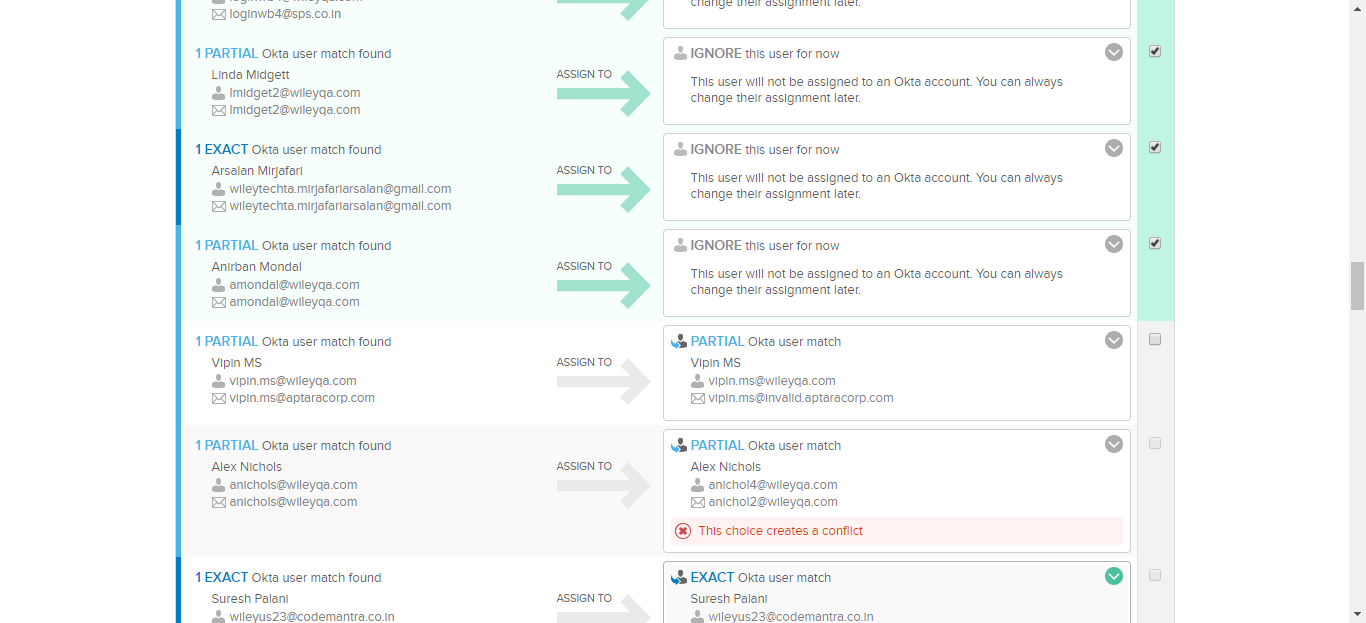 loginwb4@sps.co.in
change their assignment later.
1 PARTIAL Okta user match found
Linda Midgett
lmidget2@wileyqa.com
lmidget2@wileyqa.com
ASSIGN TO
IGNORE this user for now
This user will not be assigned to an Okta account. You can always
change their assignment later.
1 EXACT Okta user match found
Arsalan Mirjafari
wileytechta.mirjafariarsalan@gmail.com
wileytechta.mirjafariarsalan@gmail.com
ASSIGN TO
IGNORE this user for now
This user will not be assigned to an Okta account. You can always
change their assignment later.
1 PARTIAL Okta user match found
Anirban Mondal
amondal@wileyqa.com
amondal@wileyqa.com
ASSIGN TO
IGNORE this user for now
This user will not be assigned to an Okta account. You can always
change their assignment later.
1 PARTIAL Okta user match found
Vipin MS
vipin.ms@wileyqa.com
vipin.ms@aptaracorp.com
ASSIGN TO
PARTIAL Okta user match
Vipin MS
vipin.ms@wileyqa.com
vipin.ms@invalid.aptaracorp.com
1 PARTIAL Okta user match found
Alex Nichols
anichols@wileyqa.com
anichols@wileyqa.com
ASSIGN TO
PARTIAL Okta user match
Alex Nichols
anichol4@wileyqa.com
anichol2@wileyqa.com
This choice creates a conflict
1 EXACT Okta user match found
Suresh Palani
wileyus23@codemantra.co.in
ASSIGN TO
EXACT Okta user match
Suresh Palani
wileyus23@codemantra.co.in